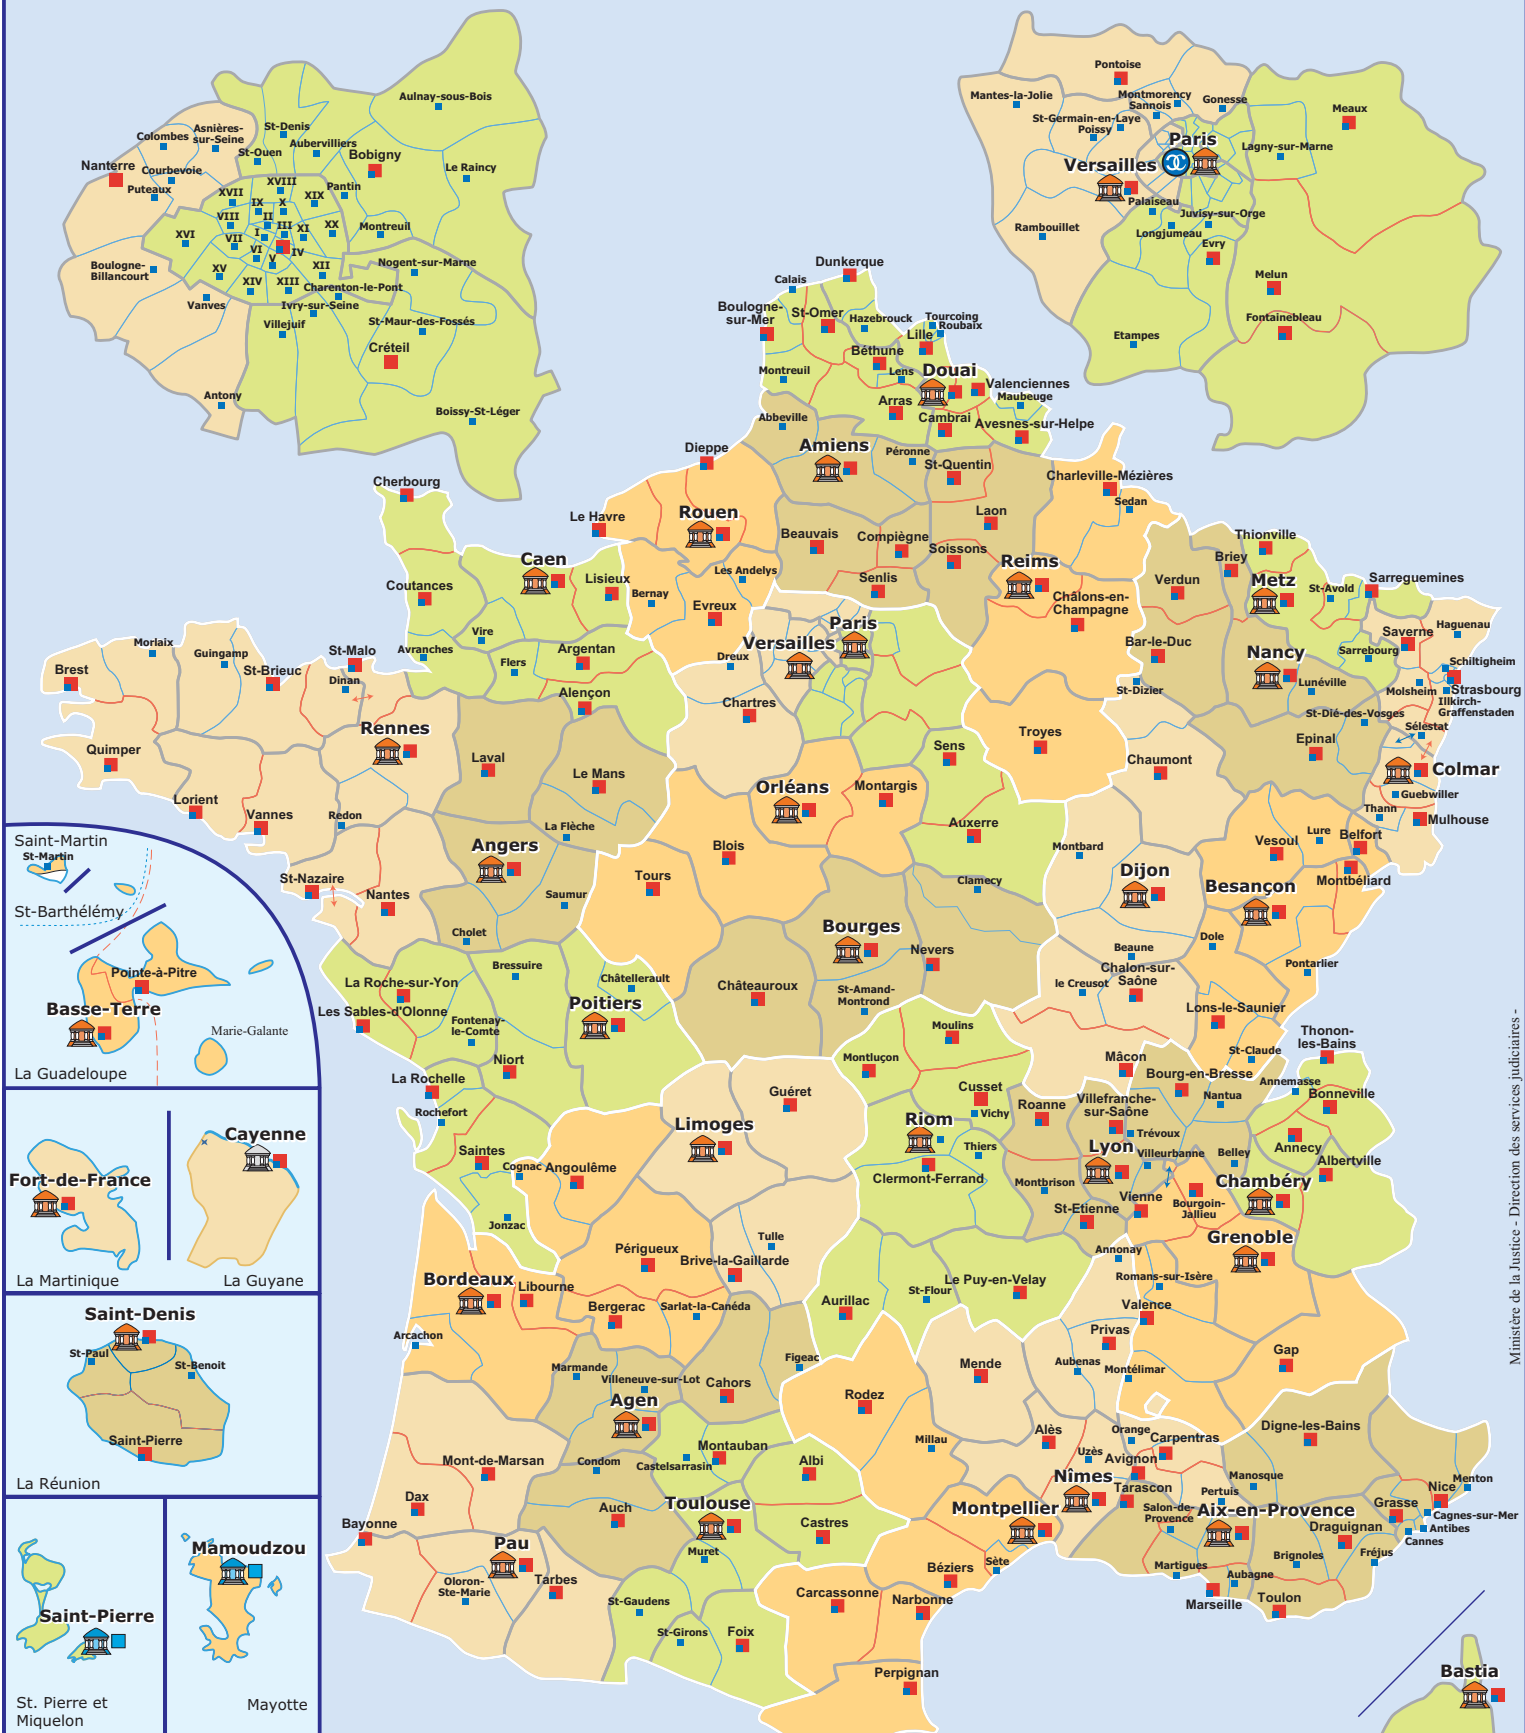 Aulnay-sous-Bois
St-Denis
Asnières-
sur-Seine
Colombes
Aubervilliers
St-Ouen
Bobigny
Nanterre
Courbevoie
Le Raincy
Puteaux
XVIII
Pantin
XVII
XIX
IX
X
VIII
II
III
XI
XX
Montreuil
XVI
VII
I
VI
IV
V
XV
XII
Nogent-sur-Marne
Boulogne-
Billancourt
XIV
XIII
Charenton-le-Pont
Vanves
Ivry-sur-Seine
Villejuif
St-Maur-des-Fossés
Créteil
Antony
Boissy-St-Léger
Pontoise
Mantes-la-Jolie
Montmorency
Sannois
Gonesse
Meaux
St-Germain-en-Laye
Poissy
Paris
Lagny-sur-Marne
Versailles
Palaiseau
Juvisy-sur-Orge
Rambouillet
Longjumeau
Evry
Melun
Fontainebleau
Etampes
Dunkerque
Calais
Boulogne-
sur-Mer
St-Omer
Hazebrouck
Tourcoing
Roubaix
Lille
Béthune
Montreuil
Lens
Douai
Valenciennes
Maubeuge
Arras
Cambrai
Avesnes-sur-Helpe
Abbeville
Amiens
Péronne
Dieppe
St-Quentin
Charleville-Mézières
Cherbourg
Sedan
Le Havre
Rouen
Laon
Beauvais
Compiègne
Soissons
Thionville
Caen
Lisieux
Les Andelys
Reims
Briey
Metz
Senlis
Verdun
St-Avold
Sarreguemines
Coutances
Bernay
Evreux
Châlons-en-
Champagne
Vire
Paris
Haguenau
Saverne
Morlaix
Guingamp
Avranches
Argentan
Versailles
Bar-le-Duc
Nancy
Sarrebourg
Brest
St-Brieuc
St-Malo
Flers
Dreux
Schiltigheim
Dinan
Alençon
St-Dizier
Lunéville
Molsheim
Strasbourg
Illkirch-
Graffenstaden
Chartres
St-Dié-des-Vosges
Sélestat
Rennes
Troyes
Epinal
Quimper
Laval
Sens
Chaumont
Colmar
Le Mans
Orléans
Montargis
Guebwiller
Lorient
Vannes
Redon
Thann
Mulhouse
Auxerre
La Flèche
Lure
Belfort
Vesoul
Angers
Blois
Montbard
Dijon
Montbéliard
St-Nazaire
Tours
Clamecy
Besançon
Nantes
Saumur
Cholet
Bourges
Nevers
Dole
Beaune
Pontarlier
Bressuire
Châtellerault
Chalon-sur-
Saône
La Roche-sur-Yon
Châteauroux
St-Amand-
Montrond
le Creusot
Les Sables-d'Olonne
Poitiers
Lons-le-Saunier
Fontenay-
le-Comte
Moulins
Thonon-
les-Bains
Niort
Montluçon
Mâcon
St-Claude
La Rochelle
Guéret
Cusset
Bourg-en-Bresse
Annemasse
Bonneville
Rochefort
Vichy
Roanne
Villefranche-
sur-Saône
Nantua
Limoges
Riom
Trévoux
Saintes
Thiers
Lyon
Villeurbanne
Belley
Annecy
Cognac
Angoulême
Clermont-Ferrand
Albertville
Montbrison
Chambéry
Vienne
Bourgoin-
Jallieu
St-Etienne
Jonzac
Tulle
Grenoble
Périgueux
Brive-la-Gaillarde
Annonay
Bordeaux
Libourne
Le Puy-en-Velay
Romans-sur-Isère
Bergerac
Sarlat-la-Canéda
Aurillac
St-Flour
Valence
Arcachon
Privas
Figeac
Mende
Aubenas
Montélimar
Gap
Marmande
Villeneuve-sur-Lot
Cahors
Rodez
Agen
Digne-les-Bains
Alès
Orange
Carpentras
Mont-de-Marsan
Condom
Montauban
Castelsarrasin
Albi
Millau
Uzès
Avignon
Nîmes
Manosque
Menton
Dax
Auch
Toulouse
Tarascon
Pertuis
Nice
Bayonne
Castres
Montpellier
Salon-de-
Provence
Aix-en-Provence
Grasse
Cagnes-sur-Mer
Pau
Muret
Draguignan
Antibes
Cannes
Oloron-
Ste-Marie
Tarbes
Béziers
Sète
Martigues
Brignoles
Fréjus
Aubagne
Carcassonne
Narbonne
Marseille
Toulon
St-Gaudens
St-Girons
Foix
Perpignan
Bastia
Saint-Martin
St-Martin
St-Barthélémy
Pointe-à-Pitre
Basse-Terre
Marie-Galante
La Guadeloupe
Fort-de-France
La Martinique
Cayenne
La Guyane
Saint-Denis
St-Paul
St-Benoit
Saint-Pierre
La Réunion
Saint-Pierre
St. Pierre et
Miquelon
Mamoudzou
Mayotte
Ministère de la Justice - Direction des services judiciaires -